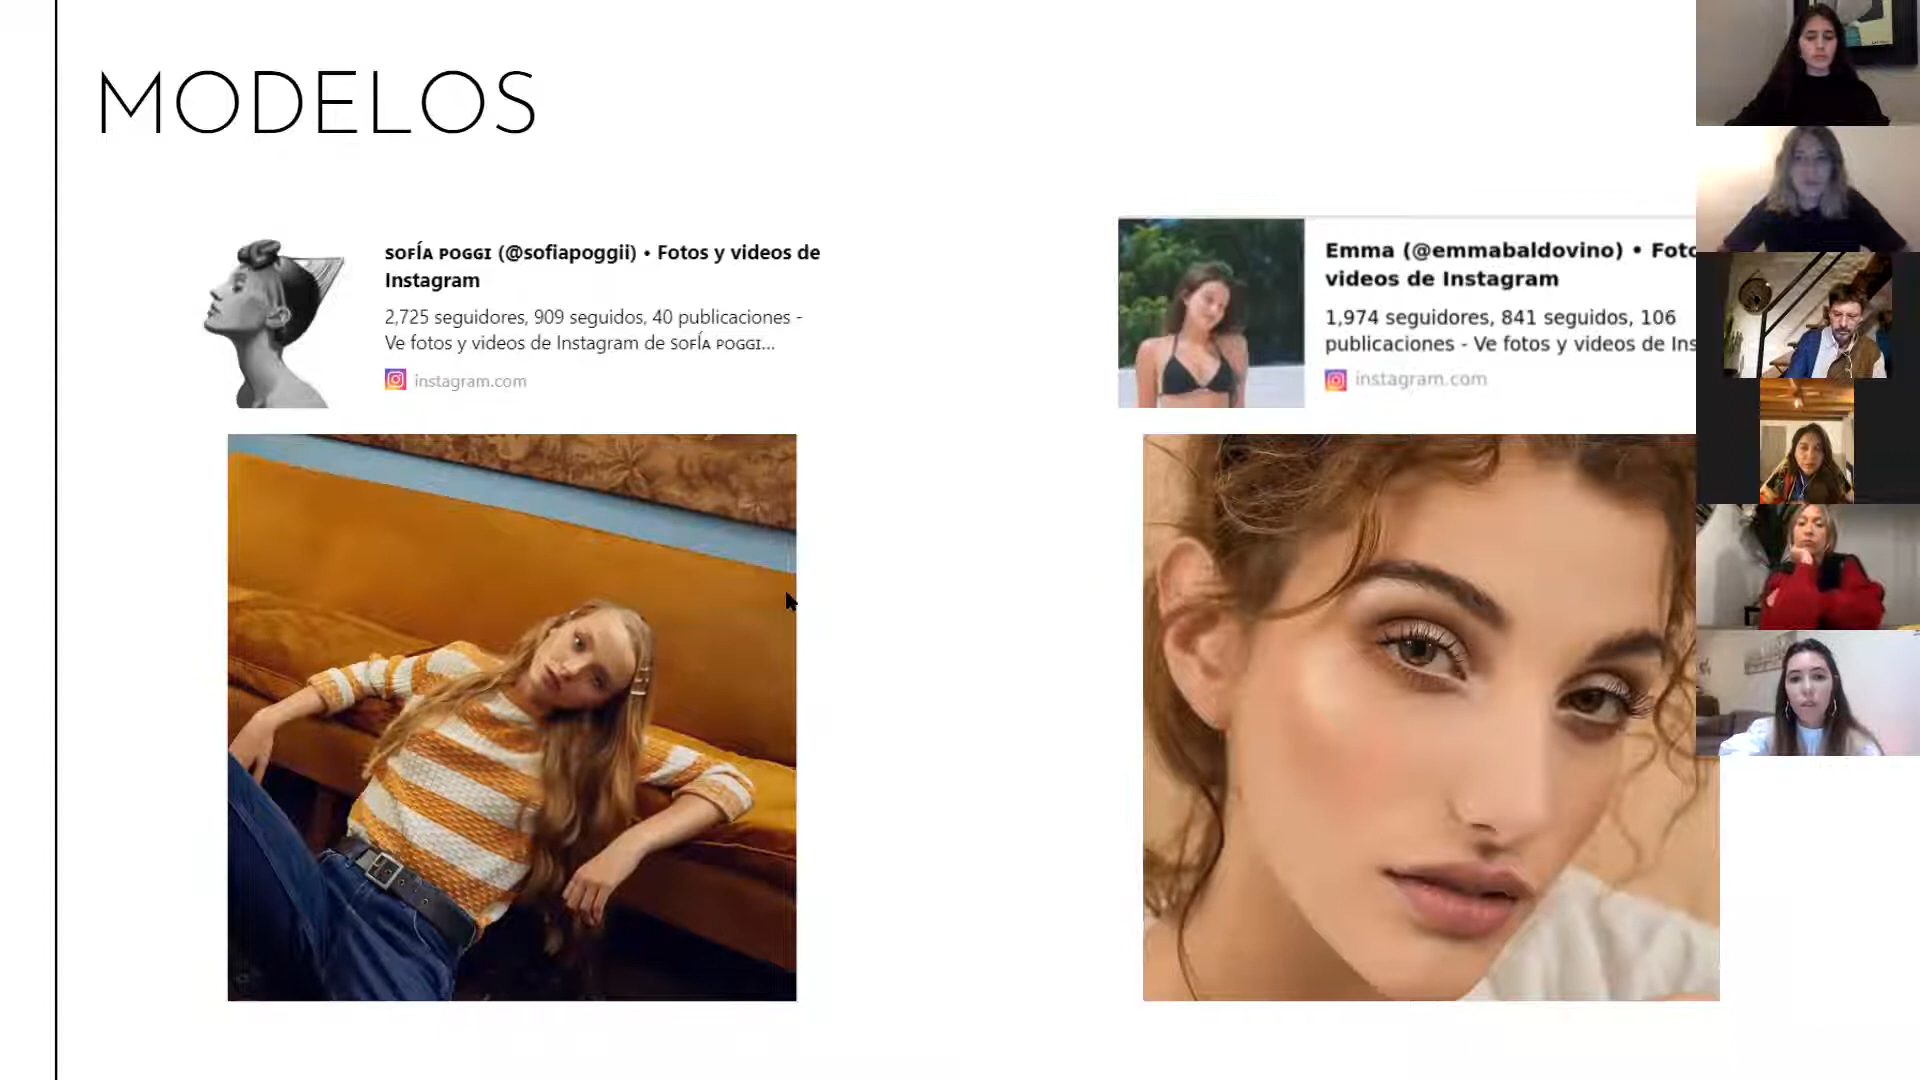 MODELOS
SOFÍA POGGI (@sofiapoggii) • Fotos y videos de
Instagram
2,725 seguidores, 909 seguidos, 40 publicaciones -
Ve fotos y videos de Instagram de SOFÍA POGGI...
instagram.com
Emma (@emmabaldovino) • Foto
videos de Instagram
1,974 seguidores, 841 seguidos, 106
publicaciones - Ve fotos y videos de Ins
instagram.com